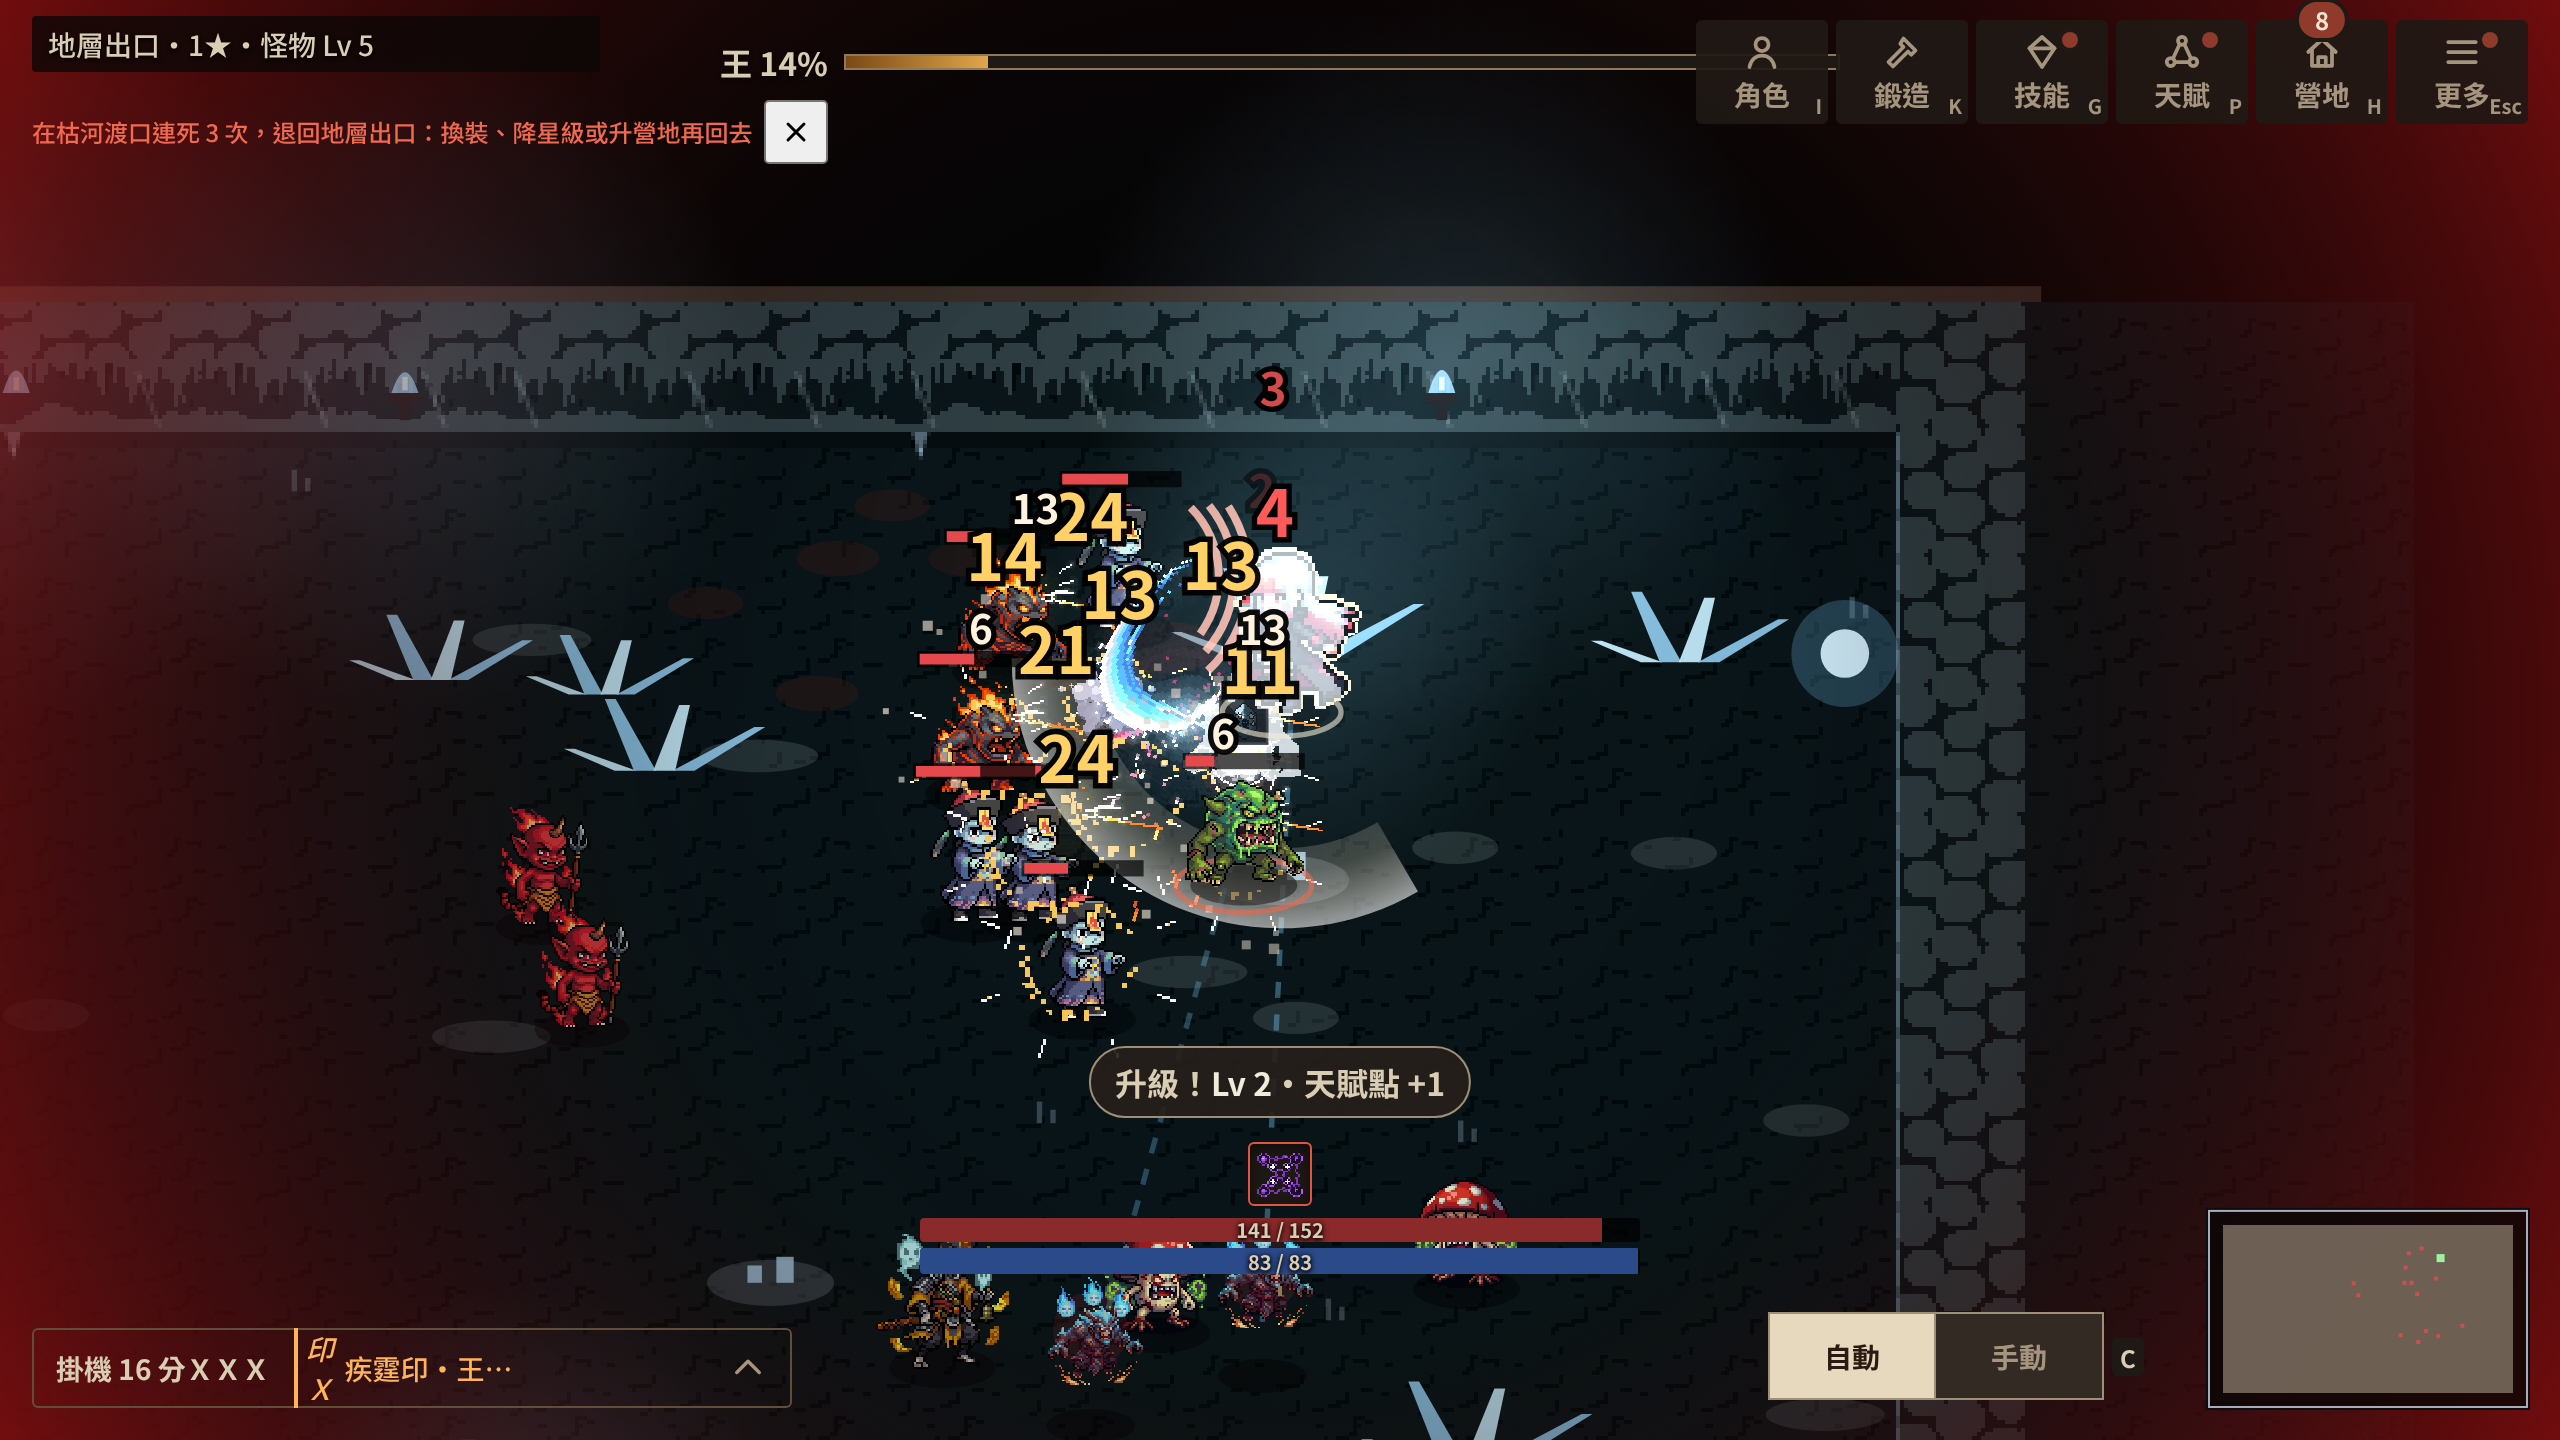 地層出口・1★・怪物 Lv 5
王 14%
角色 I
鍛造 K
技能 G
天賦 P
8
營地 H
更多 Esc
在枯河渡口連死 3 次，退回地層出口：換裝、降星級或升營地再回去
3
2
4
13
24
14
13
13
6
21
13
11
6
24
升級！Lv 2・天賦點 +1
141 / 152
83 / 83
掛機 16 分 X X X
印
X
疾霆印・王…
自動
手動
C